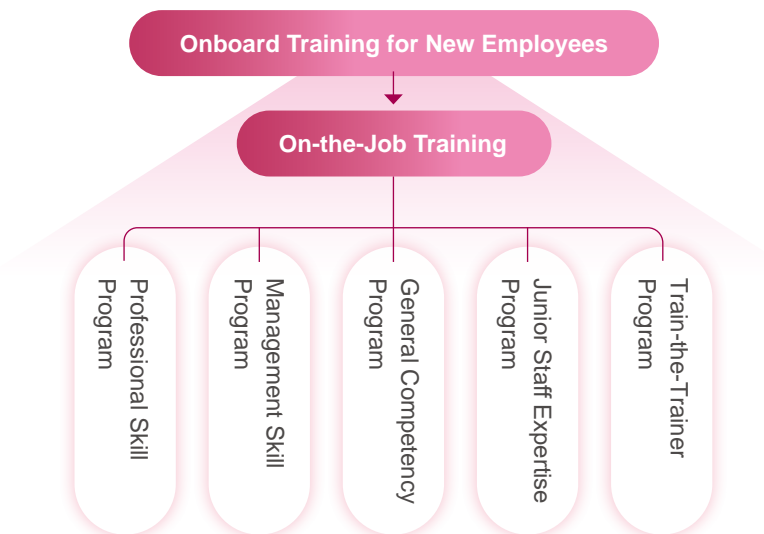 Onboard Training for New Employees
On-the-Job Training
Professional Skill
Program
Management Skill
Program
General Competency
Program
Junior Staff Expertise
Program
Train-the-Trainer
Program